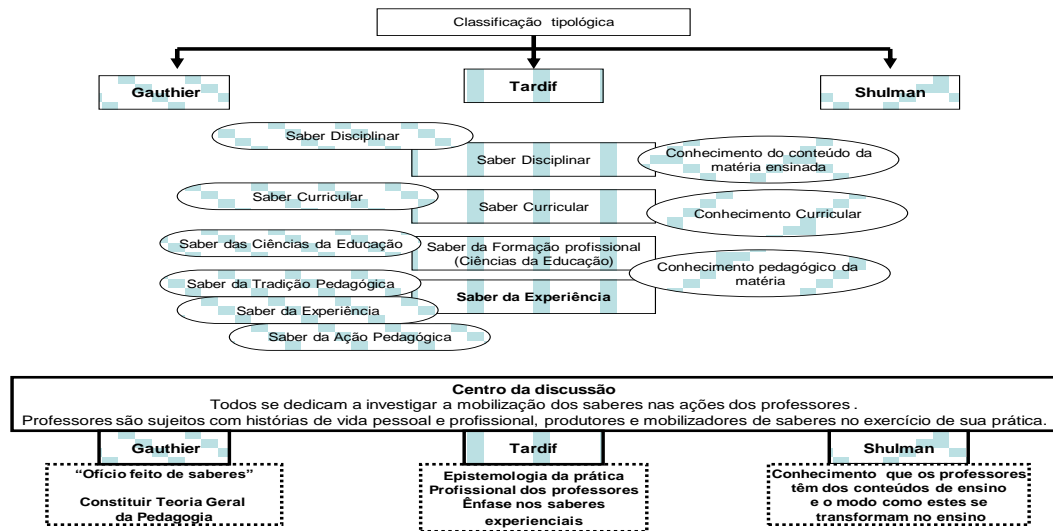 Classificação tipológica
Gauthier
Tardif
Shulman
Saber Disciplinar
Saber Disciplinar
Conhecimento do conteúdo da
matéria ensinada
Saber Curricular
Saber Curricular
Conhecimento Curricular
Saber das Ciências da Educação
Saber da Formação profissional
(Ciências da Educação)
Conhecimento pedagógico da
matéria
Saber da Tradição Pedagógica
Saber da Experiência
Saber da Experiência
Saber da Ação Pedagógica
Centro da discussão
Todos se dedicam a investigar a mobilização dos saberes nas ações dos professores .
Professores são sujeitos com histórias de vida pessoal e profissional, produtores e mobilizadores de saberes no exercício de sua prática.
Gauthier
Tardif
Shulman
“Ofício feito de saberes”
Constituir Teoria Geral
da Pedagogia
Epistemologia da prática
Profissional dos professores
Ênfase nos saberes
experienciais
Conhecimento que os professores
têm dos conteúdos de ensino
e o modo como estes se
transformam no ensino